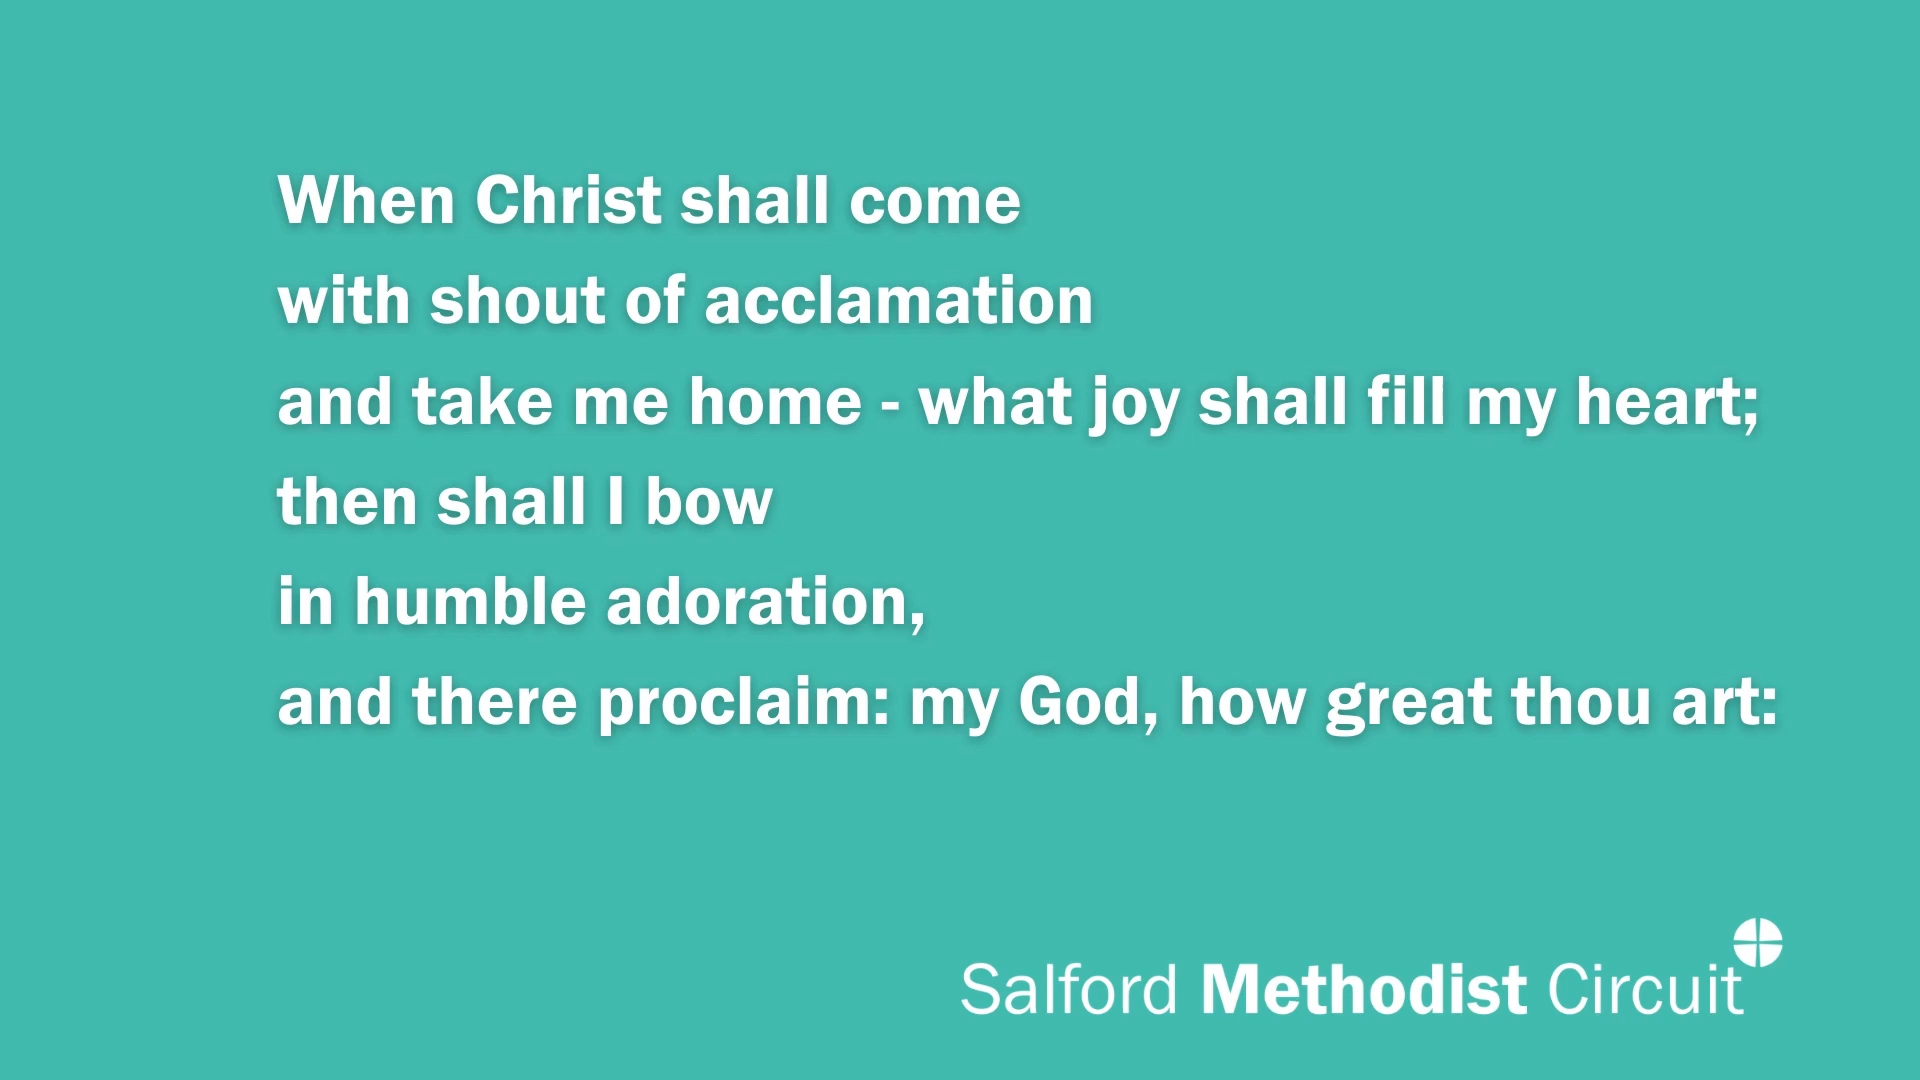 When Christ shall come
with shout of acclamation
and take me home - what joy shall fill my heart;
then shall I bow
in humble adoration,
and there proclaim: my God, how great thou art:
Salford Methodist Circuit